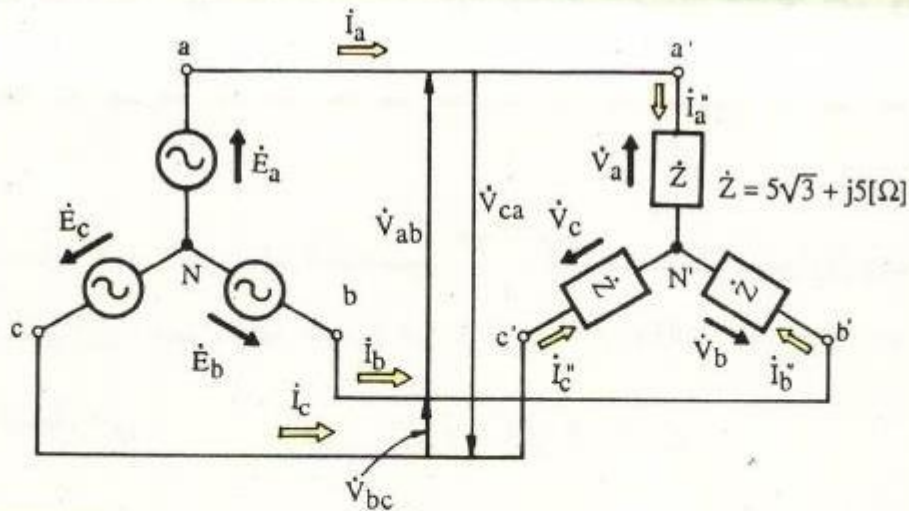 İa
a
a'
İa"
Ėa
V̇a
Ż
Ż = 5√3 + j5[Ω]
V̇ab
V̇ca
Ėc
V̇c
N
N'
Ż
Ż
b
c
c'
b'
Ėb
V̇b
İb
İc"
İb"
İc
V̇bc